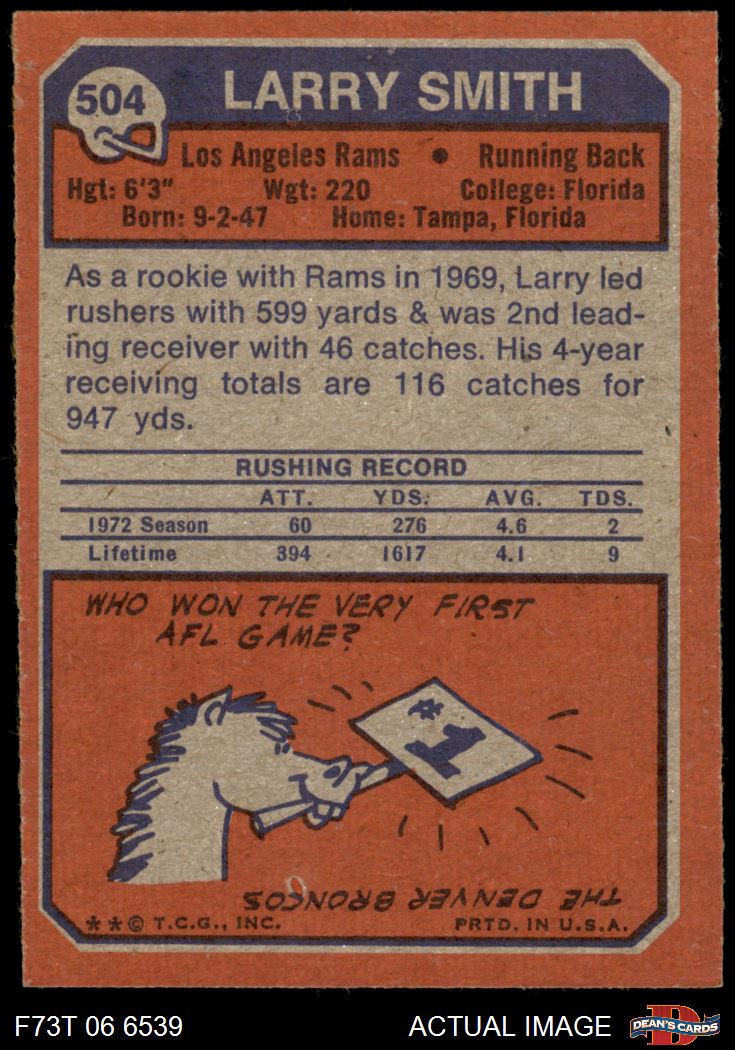 504
LARRY SMITH
Los Angeles Rams • Running Back
Hgt: 6'3" Wgt: 220 College: Florida
Born: 9-2-47 Home: Tampa, Florida
As a rookie with Rams in 1969, Larry led
rushers with 599 yards & was 2nd lead-
ing receiver with 46 catches. His 4-year
receiving totals are 116 catches for
947 yds.
RUSHING RECORD
ATT. YDS. AVG. TDS.
1972 Season 60 276 4.6 2
Lifetime 394 1617 4.1 9
WHO WON THE VERY FIRST
AFL GAME?
#1
THE DENVER BRONCOS
**© T.C.G., INC. PRTD. IN U.S.A.
F73T 06 6539 ACTUAL IMAGE D DEAN'S CARDS